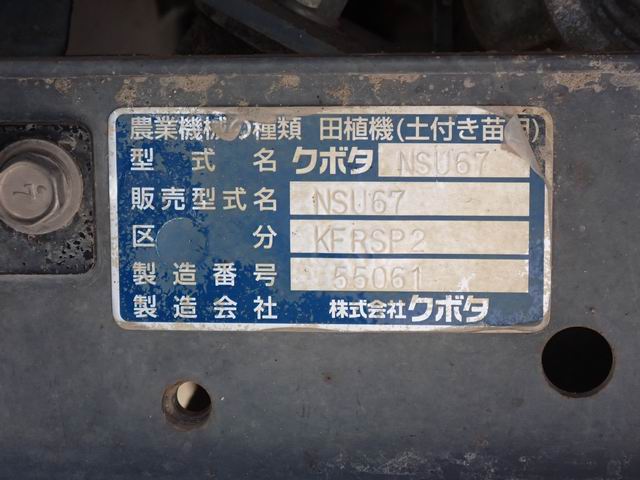 農業機械の種類 田植機(土付き苗用)
型式名 クボタ NSU67
販売型式名 NSU67
区分 KFRSP2
製造番号 55061
製造会社 株式会社クボタ